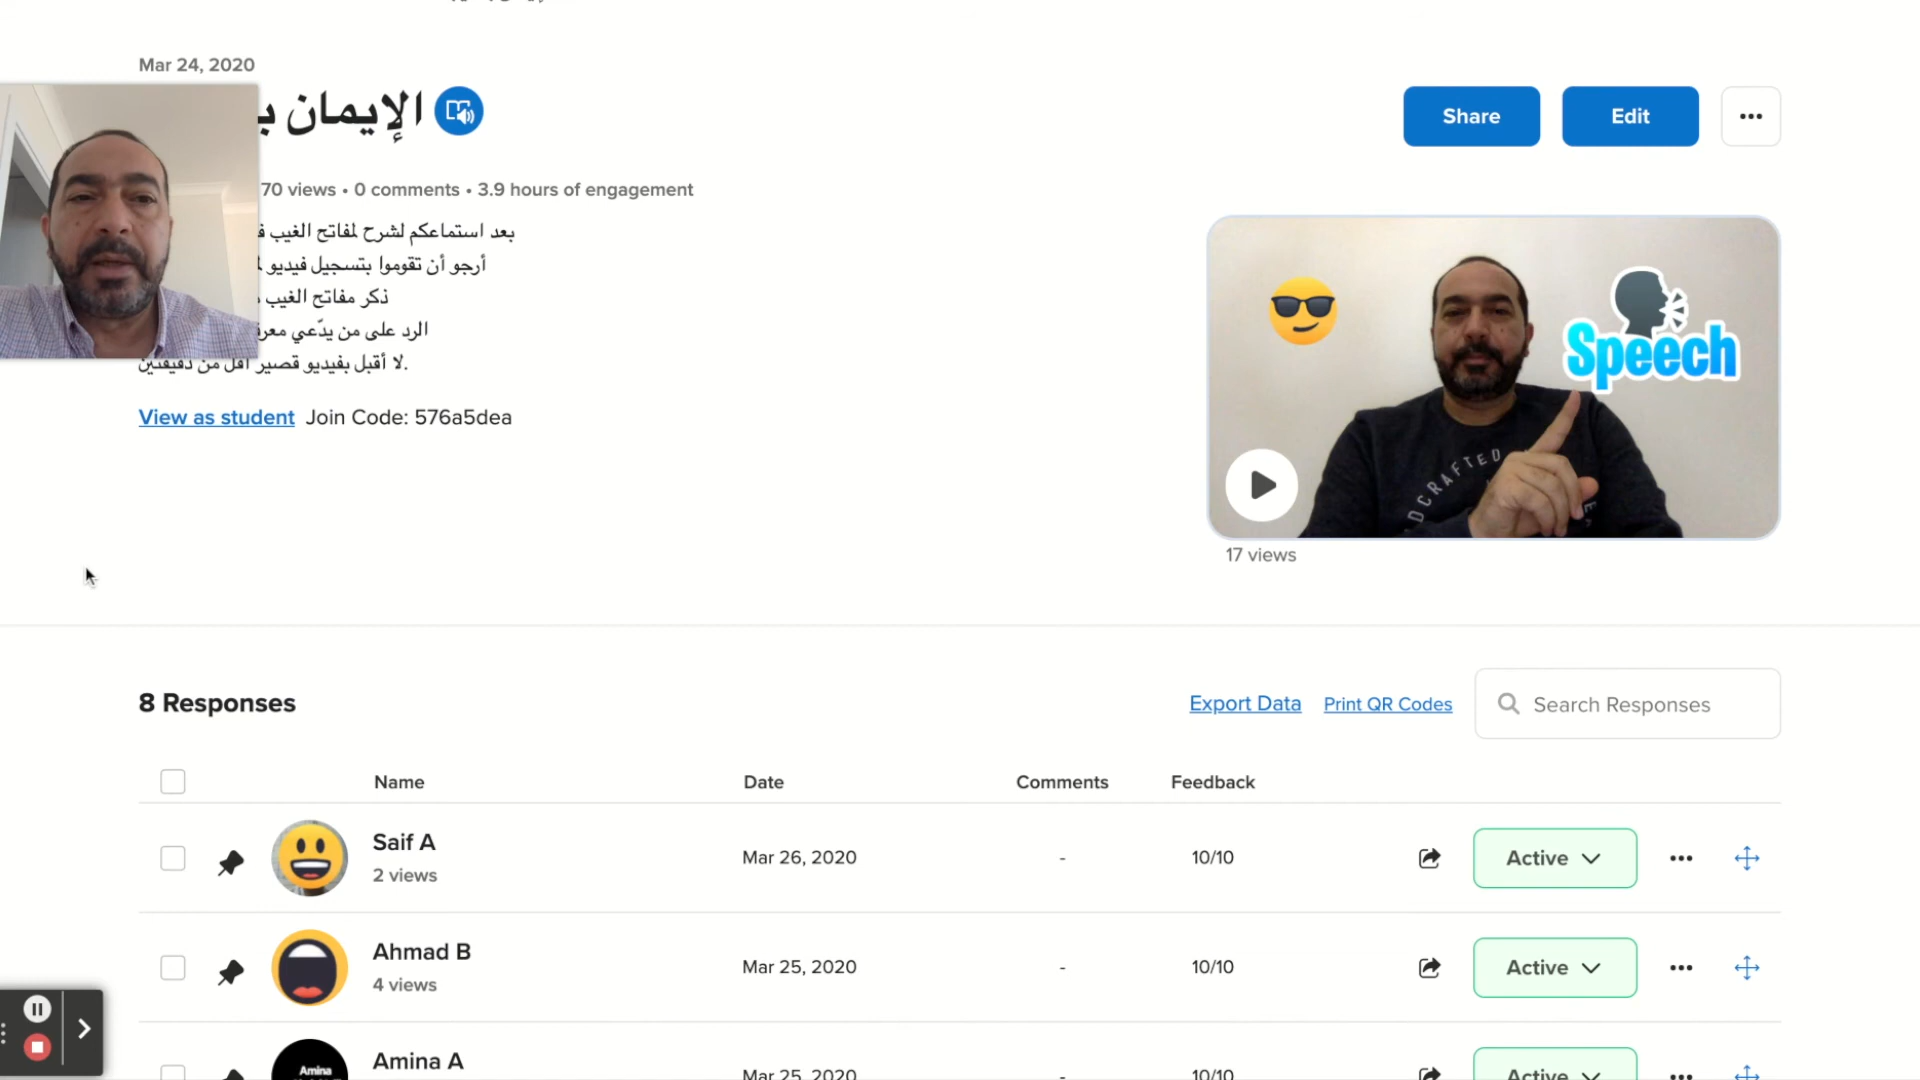 Mar 24, 2020
الإيمان
Share
Edit
70 views • 0 comments • 3.9 hours of engagement
بعد استماعكم لشرح لمفاتح الغيب
أرجو أن تقوموا بتسجيل فيديو
ذكر مفاتح الغيب
الرد على من يدّعي
لا أقبل بفيديو قصير أقل من دقيقتين.
View as student Join Code: 576a5dea
Speech
DCRAFTED
17 views
8 Responses
Export Data
Print QR Codes
Search Responses
Name Date Comments Feedback
Saif A
2 views
Mar 26, 2020 - 10/10 Active
Ahmad B
4 views
Mar 25, 2020 - 10/10 Active
Amina
Amina A
Mar 25, 2020 - 10/10 Active